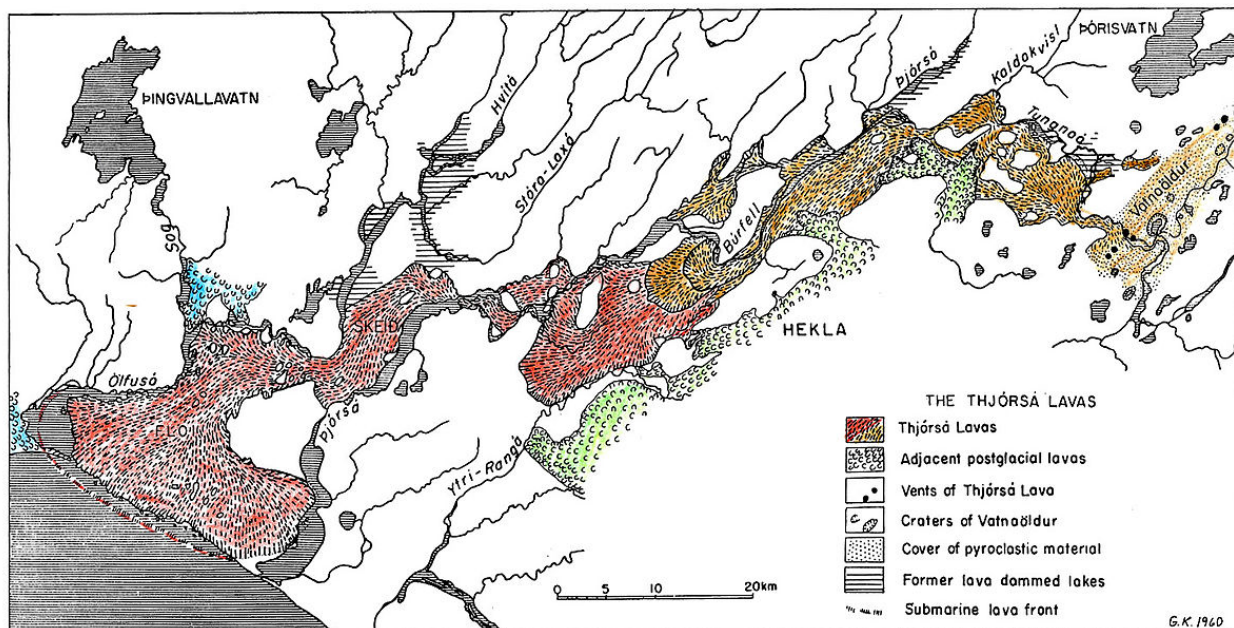 ÞINGVALLAVATN
Hvítá
Stóra-Laxá
Þjórsá
Kaldakvísl
ÞÓRISVATN
Tungnaá
Vatnaöldur
Sog
Búrfell
SKEIÐ
HEKLA
Ölfusá
FLÓI
Þjórsá
Ytri-Rangá
THE THJÓRSÁ LAVAS
Thjórsá Lavas
Adjacent postglacial lavas
Vents of Thjórsá Lava
Craters of Vatnaöldur
Cover of pyroclastic material
Former lava dammed lakes
Submarine lava front
0 5 10 20km
G.K. 1960